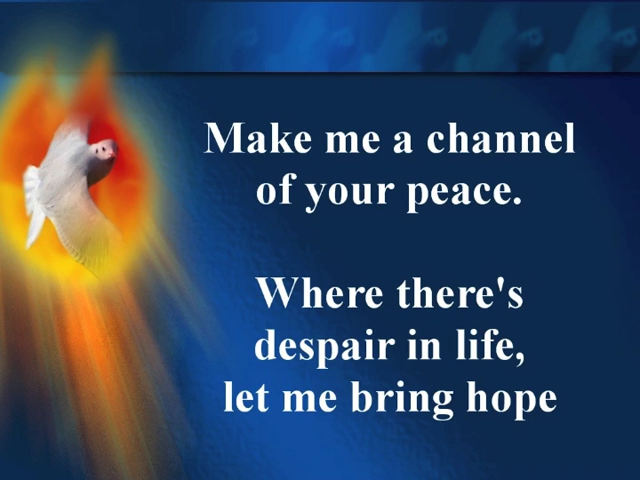 Make me a channel
of your peace.
Where there's
despair in life,
let me bring hope